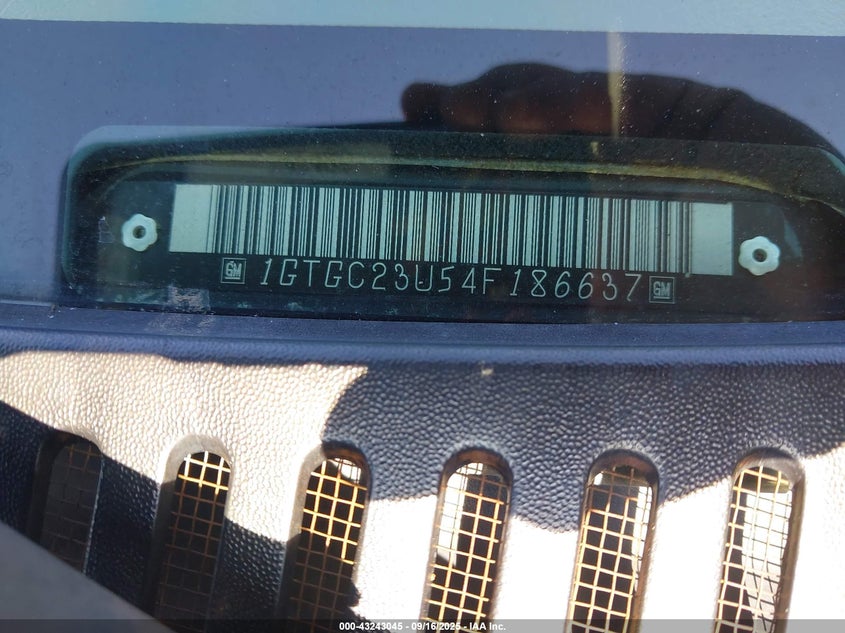 GM 1GTGC23U54F186637 GM
000-43243045 - 09/16/2025 - IAA Inc.